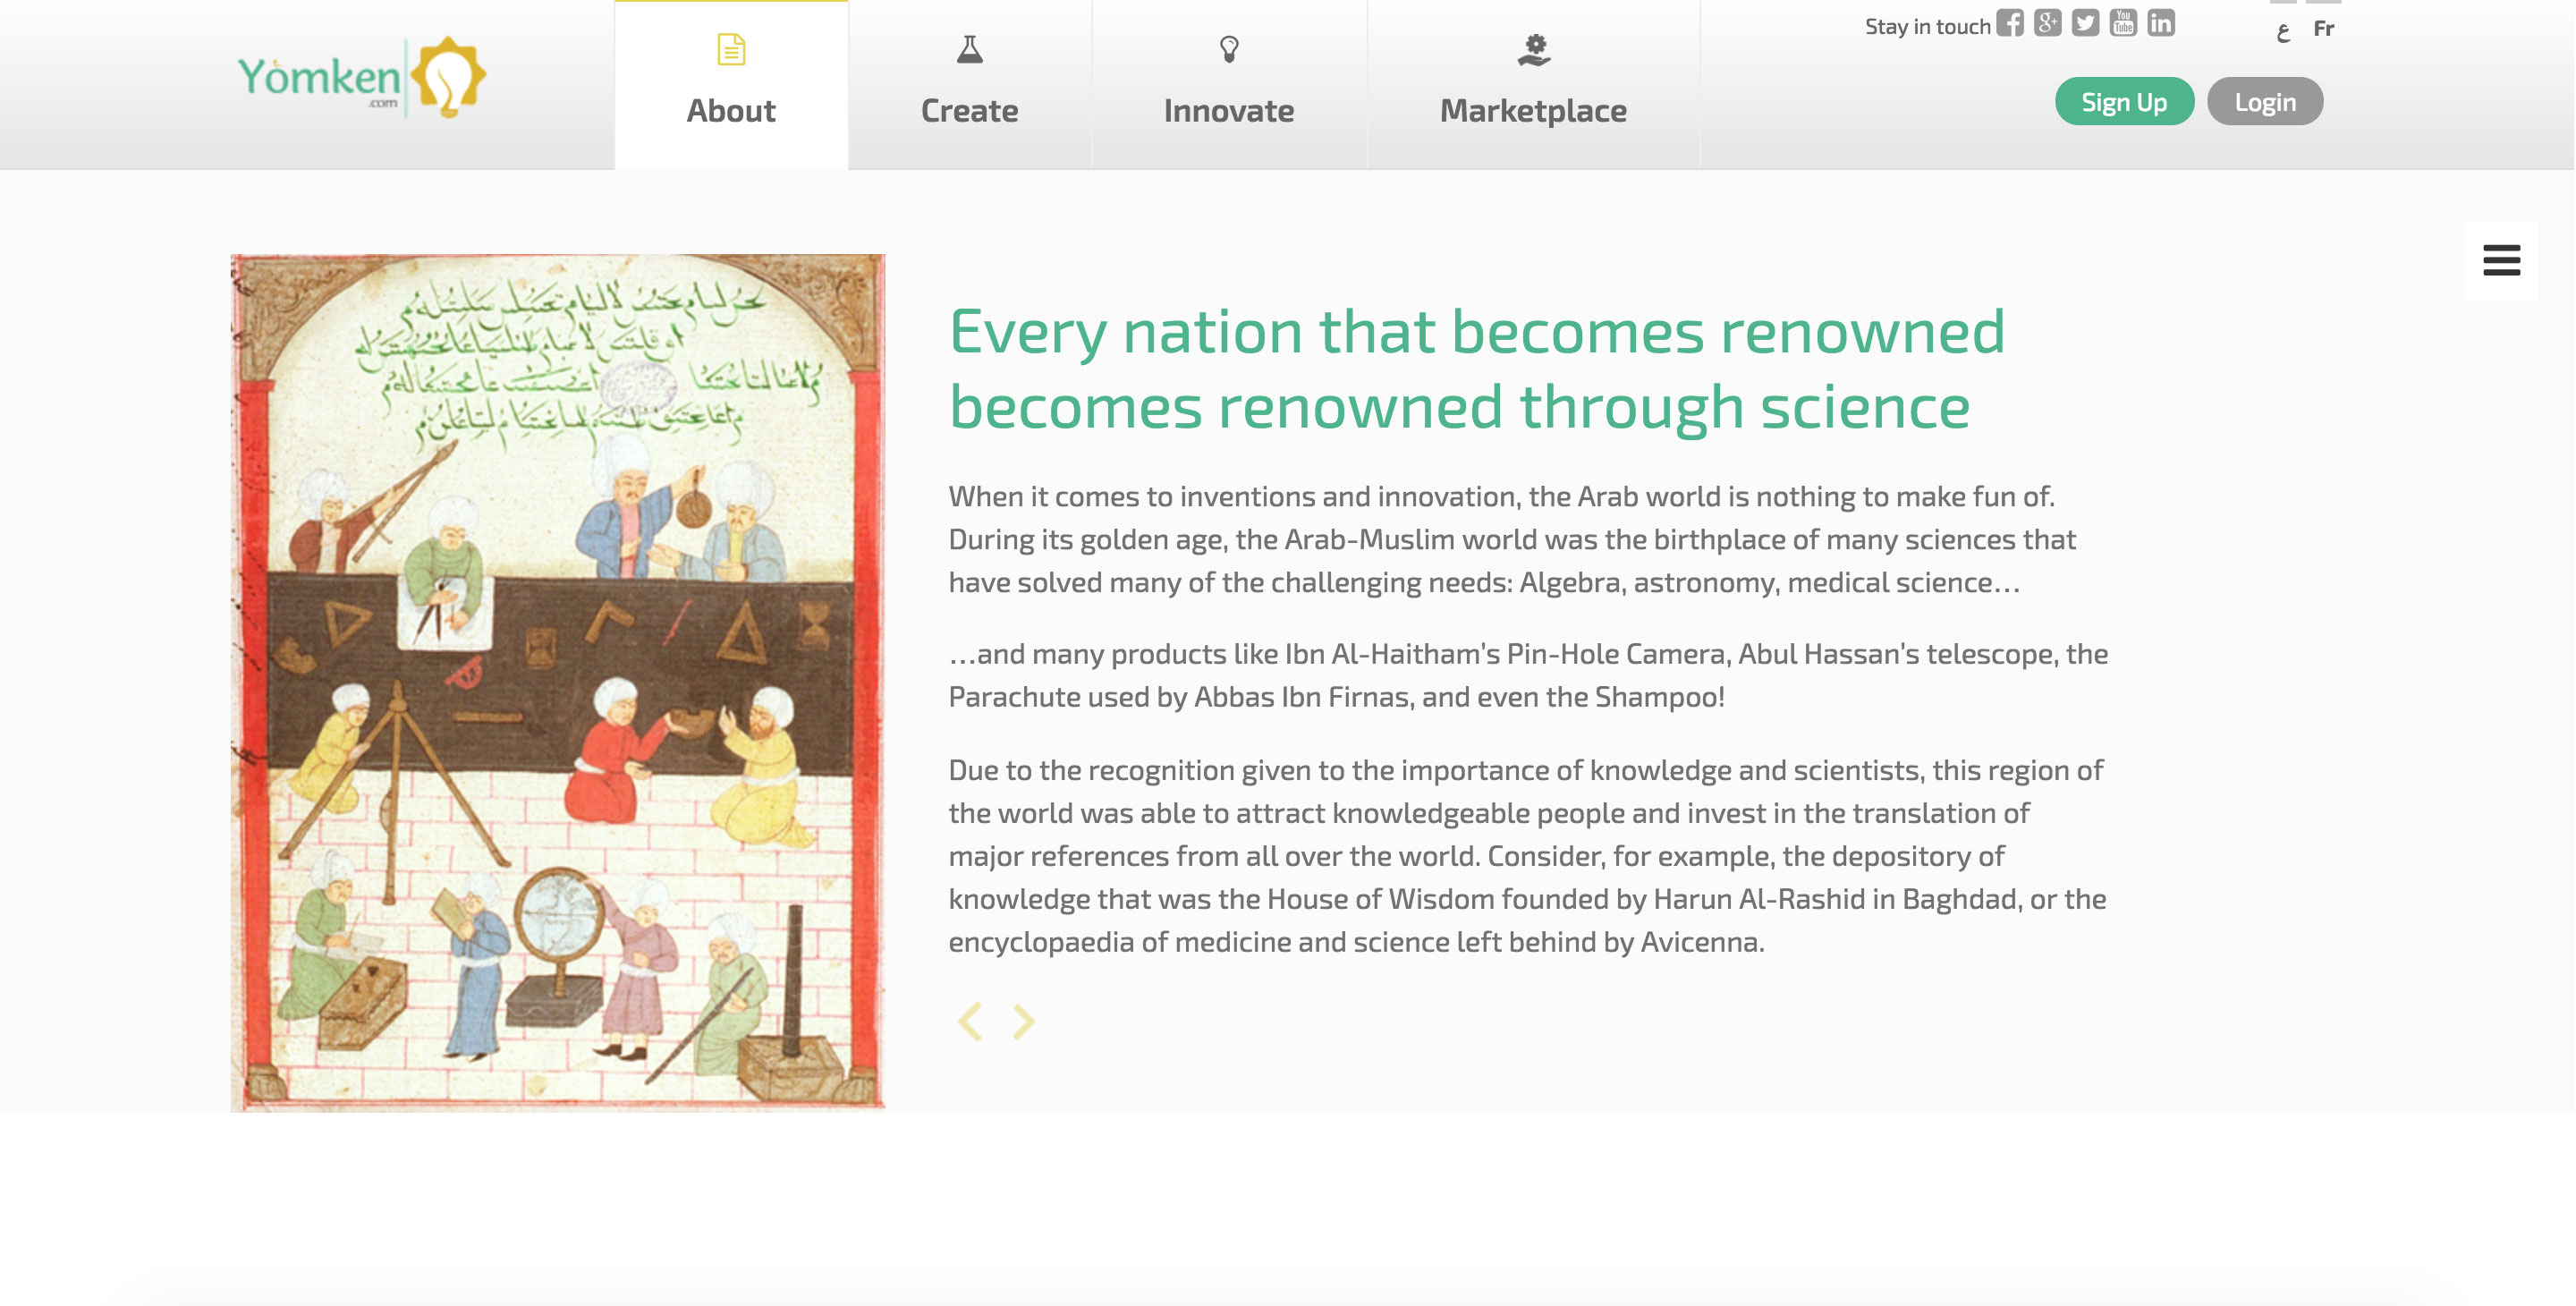 Yomken
.com
About
Create
Innovate
Marketplace
Stay in touch
ع Fr
Sign Up
Login
Every nation that becomes renowned
becomes renowned through science
When it comes to inventions and innovation, the Arab world is nothing to make fun of.
During its golden age, the Arab-Muslim world was the birthplace of many sciences that
have solved many of the challenging needs: Algebra, astronomy, medical science…
…and many products like Ibn Al-Haitham's Pin-Hole Camera, Abul Hassan's telescope, the
Parachute used by Abbas Ibn Firnas, and even the Shampoo!
Due to the recognition given to the importance of knowledge and scientists, this region of
the world was able to attract knowledgeable people and invest in the translation of
major references from all over the world. Consider, for example, the depository of
knowledge that was the House of Wisdom founded by Harun Al-Rashid in Baghdad, or the
encyclopaedia of medicine and science left behind by Avicenna.